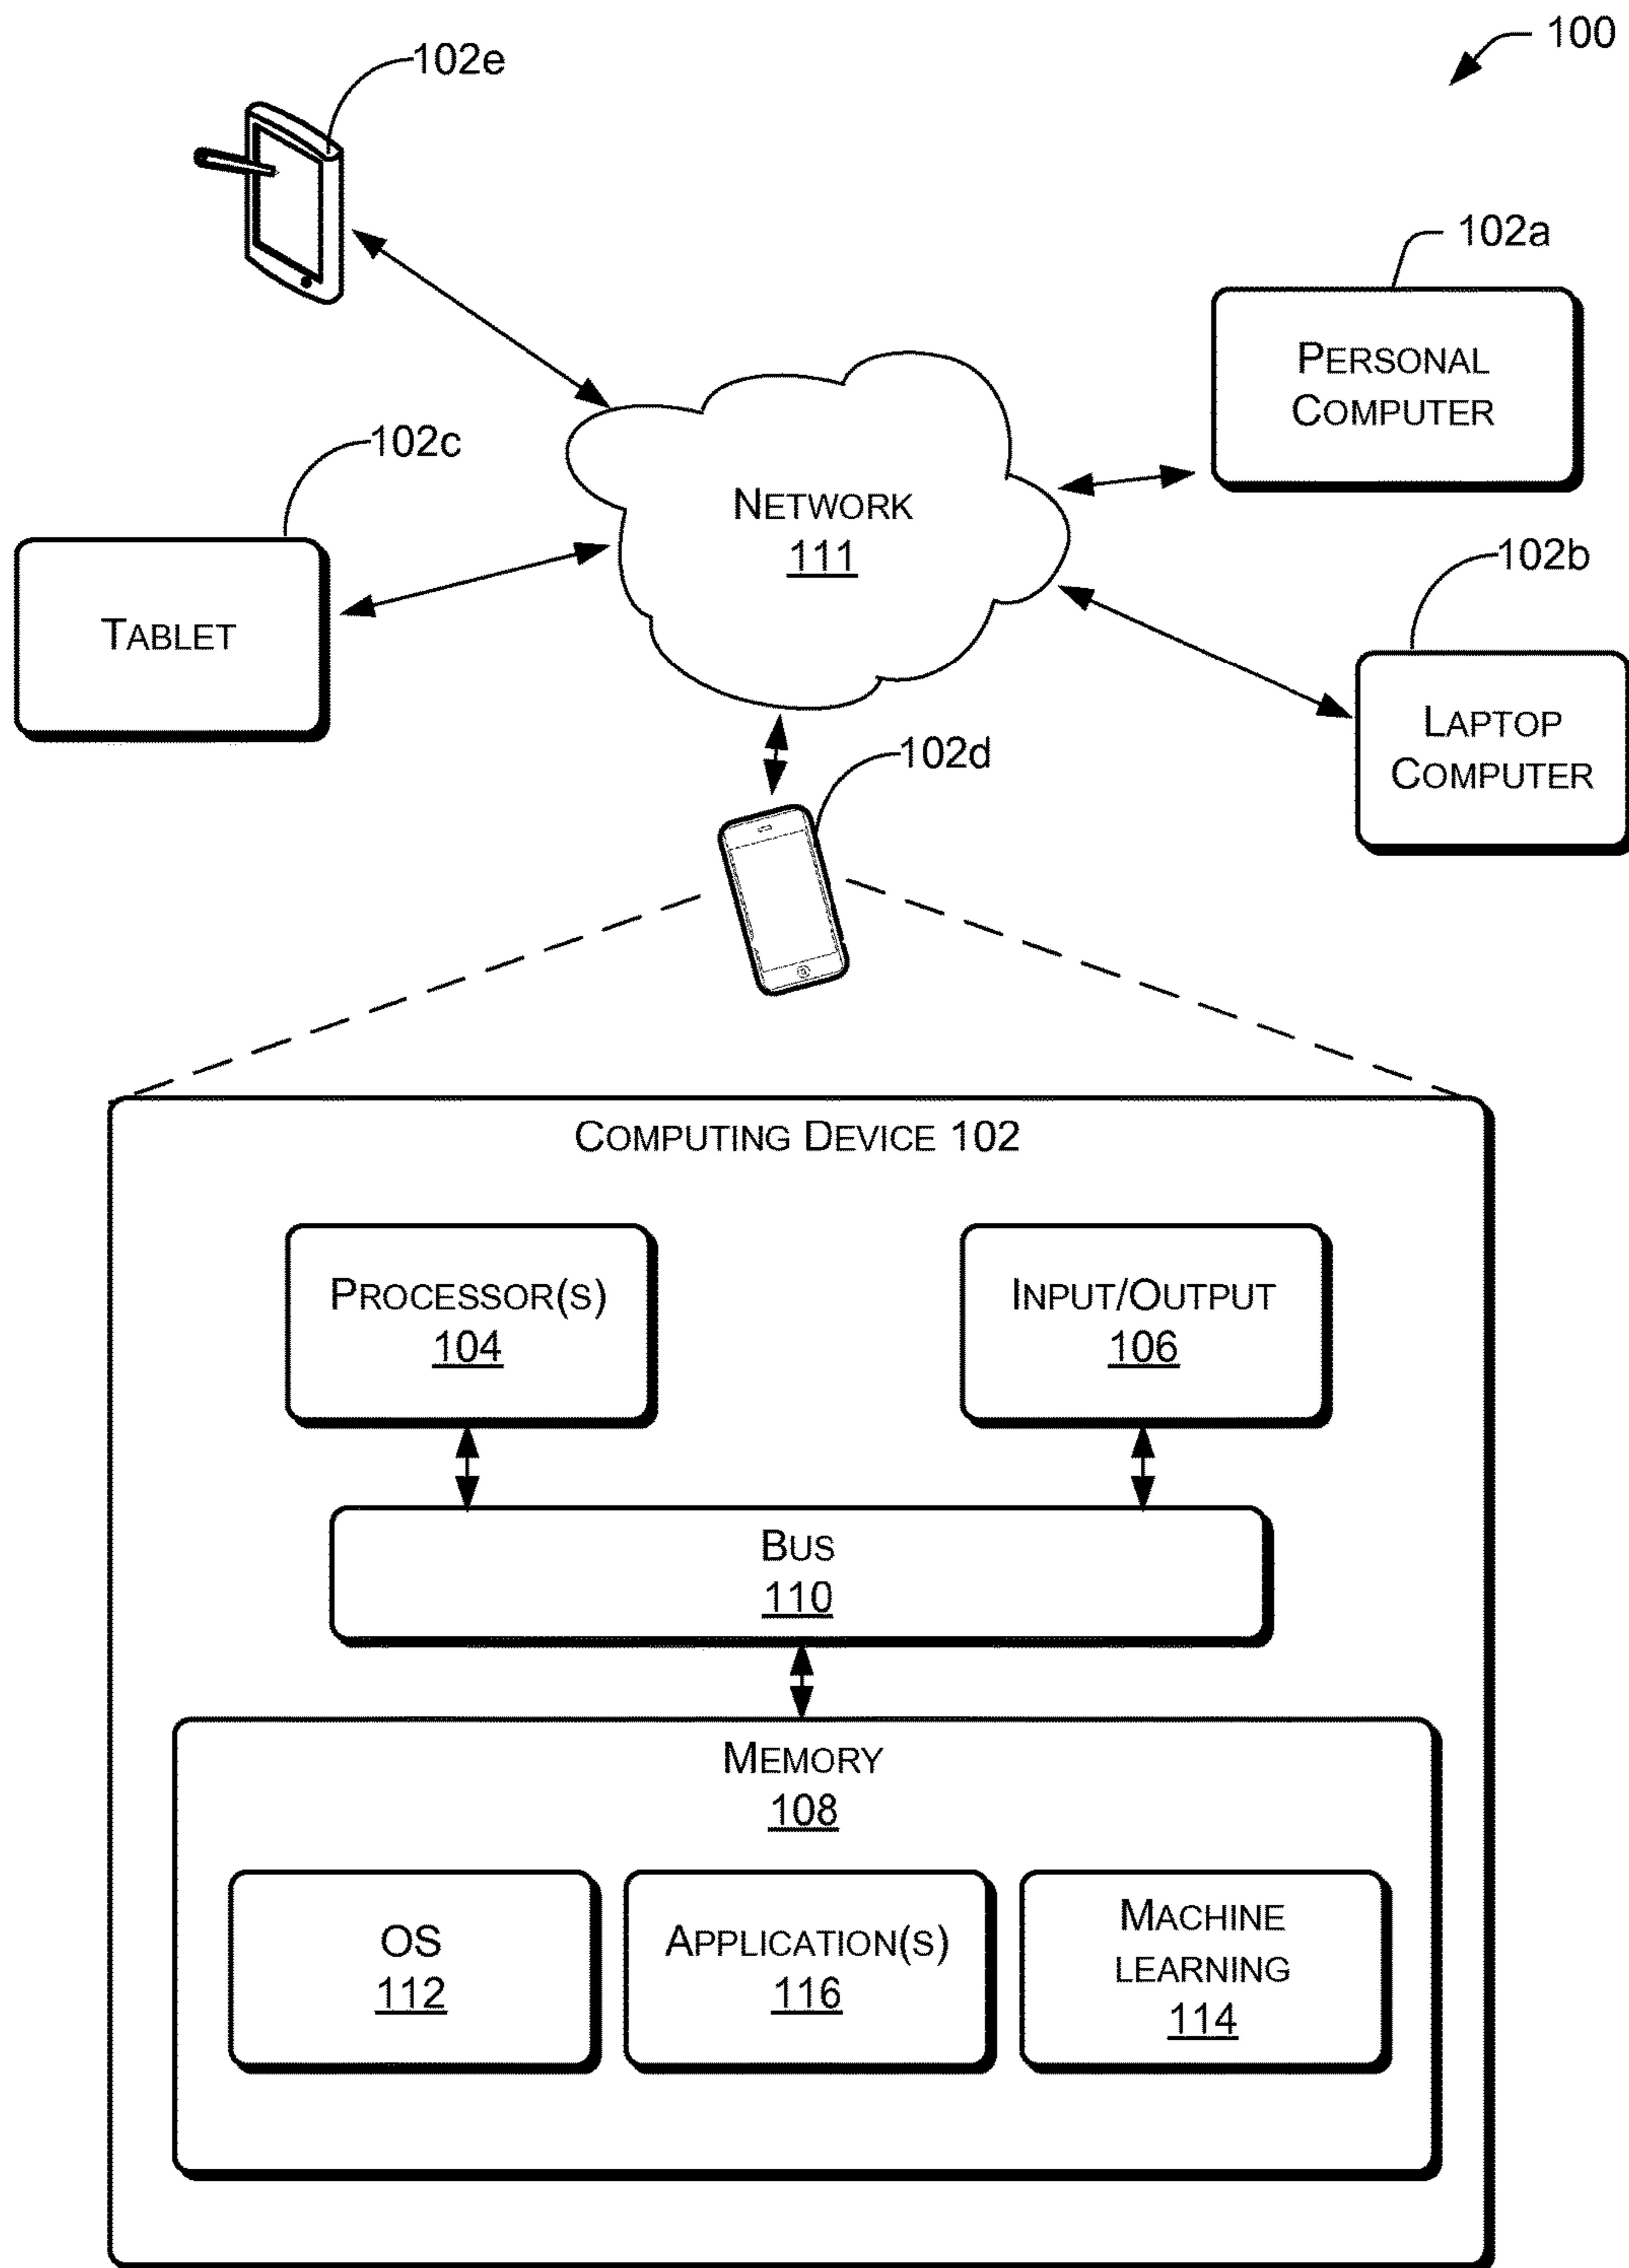 100
102e
102a
PERSONAL
COMPUTER
102c
NETWORK
111
102b
TABLET
LAPTOP
COMPUTER
102d
COMPUTING DEVICE 102
PROCESSOR(S)
104
INPUT/OUTPUT
106
BUS
110
MEMORY
108
OS
112
APPLICATION(S)
116
MACHINE
LEARNING
114